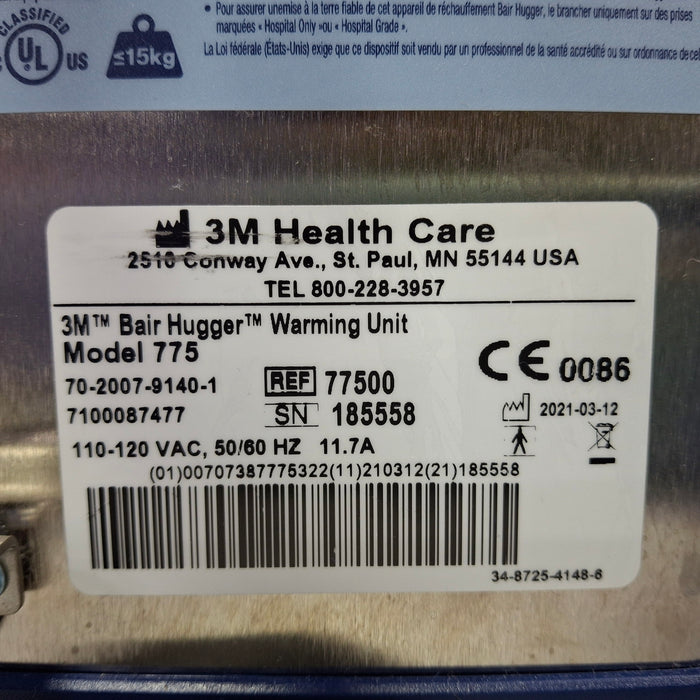 CLASSIFIED
UL
US
≤15kg
• Pour assurer unemise à la terre fiable de cet appareil de réchauffement Bair Hugger, le brancher uniquement sur des prises
marquées « Hospital Only »ou « Hospital Grade ».
La Loi fédérale (États-Unis) exige que ce dispositif soit vendu par un professionnel de la santé accrédité ou sur ordonnance de cel
3M Health Care
2510 Conway Ave., St. Paul, MN 55144 USA
TEL 800-228-3957
3M™ Bair Hugger™ Warming Unit
Model 775
70-2007-9140-1
REF 77500
7100087477
SN 185558
CE 0086
2021-03-12
110-120 VAC, 50/60 HZ 11.7A
(01)00707387775322(11)210312(21)185558
34-8725-4148-6